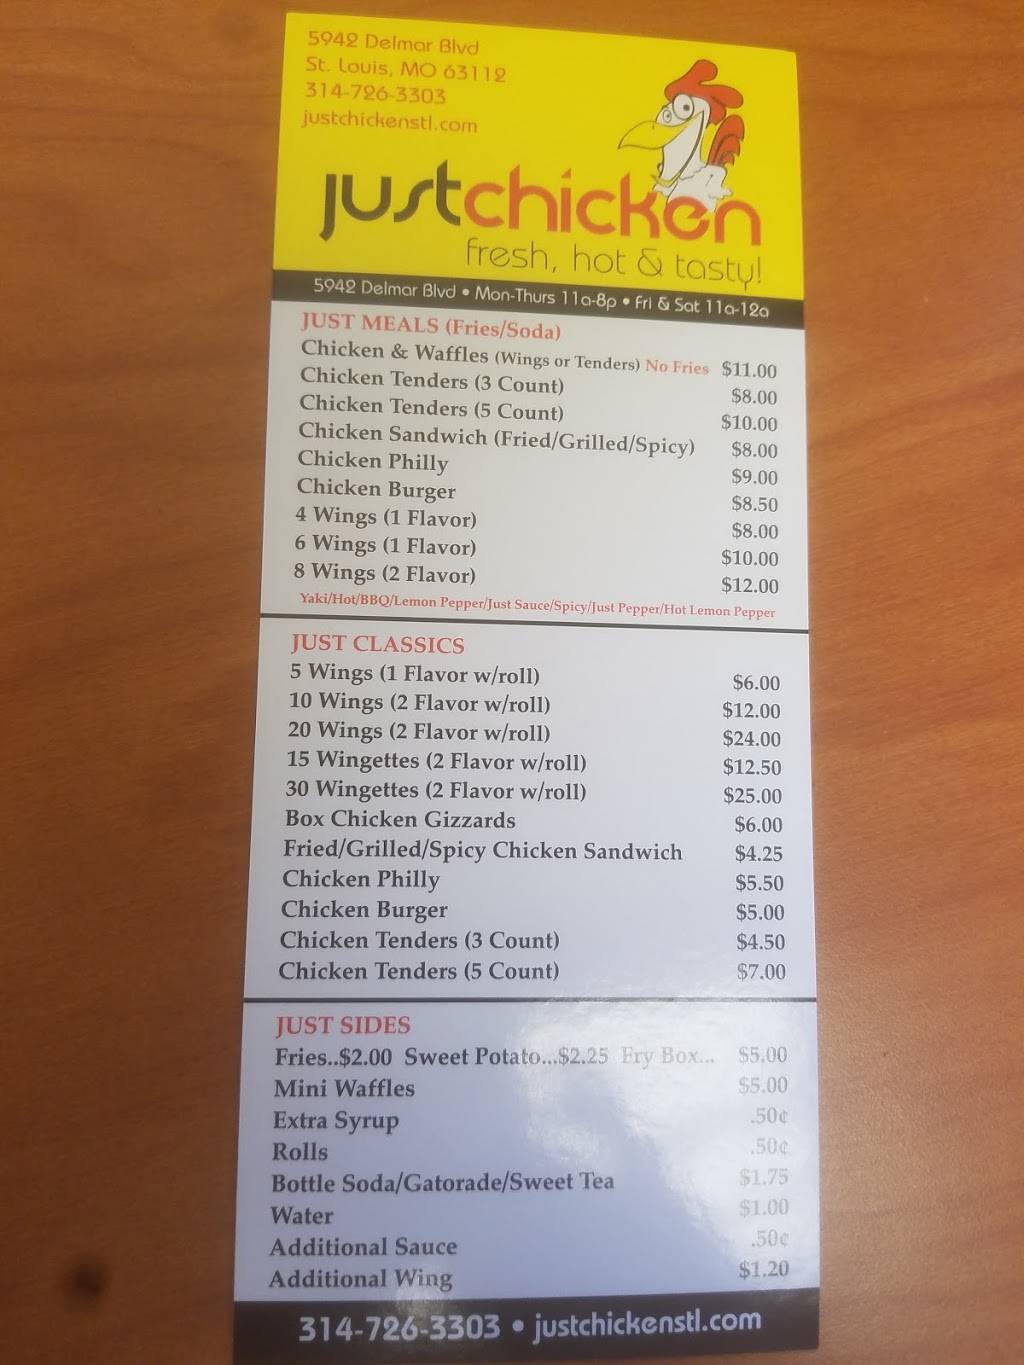 5942 Delmar Blvd
St. Louis, MO 63112
314-726-3303
justchickenstl.com
justchicken
fresh, hot & tasty!
5942 Delmar Blvd • Mon-Thurs 11a-8p • Fri & Sat 11a-12a
JUST MEALS (Fries/Soda)
Chicken & Waffles (Wings or Tenders) No Fries $11.00
Chicken Tenders (3 Count) $8.00
Chicken Tenders (5 Count) $10.00
Chicken Sandwich (Fried/Grilled/Spicy) $8.00
Chicken Philly $9.00
Chicken Burger $8.50
4 Wings (1 Flavor) $8.00
6 Wings (1 Flavor) $10.00
8 Wings (2 Flavor) $12.00
Yaki/Hot/BBQ/Lemon Pepper/Just Sauce/Spicy/Just Pepper/Hot Lemon Pepper
JUST CLASSICS
5 Wings (1 Flavor w/roll) $6.00
10 Wings (2 Flavor w/roll) $12.00
20 Wings (2 Flavor w/roll) $24.00
15 Wingettes (2 Flavor w/roll) $12.50
30 Wingettes (2 Flavor w/roll) $25.00
Box Chicken Gizzards $6.00
Fried/Grilled/Spicy Chicken Sandwich $4.25
Chicken Philly $5.50
Chicken Burger $5.00
Chicken Tenders (3 Count) $4.50
Chicken Tenders (5 Count) $7.00
JUST SIDES
Fries..$2.00 Sweet Potato...$2.25 Fry Box... $5.00
Mini Waffles $5.00
Extra Syrup .50¢
Rolls .50¢
Bottle Soda/Gatorade/Sweet Tea $1.75
Water $1.00
Additional Sauce .50¢
Additional Wing $1.20
314-726-3303 • justchickenstl.com